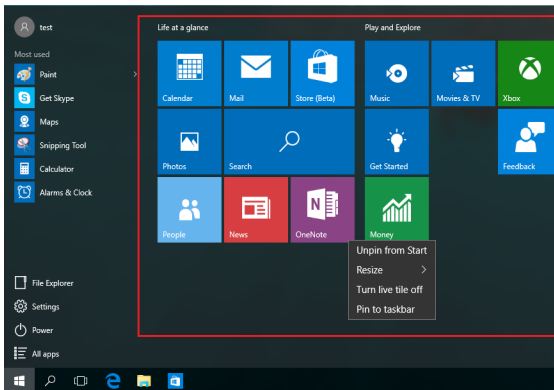 test
Life at a glance
Play and Explore
Most used
Paint
Get Skype
Maps
Snipping Tool
Calculator
Alarms & Clock
Calendar
Mail
Store (Beta)
Music
Movies & TV
Xbox
Photos
Search
Get Started
Feedback
People
News
OneNote
Money
Unpin from Start
Resize
Turn live tile off
Pin to taskbar
File Explorer
Settings
Power
All apps